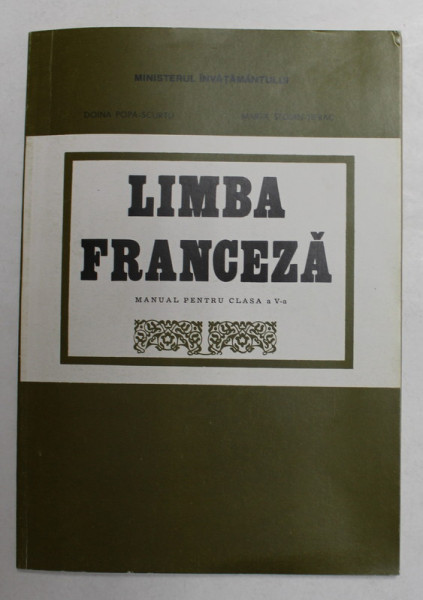 MINISTERUL ÎNVĂȚĂMÂNTULUI
DOINA POPA-SCURTU
LIMBA
FRANCEZĂ
MANUAL PENTRU CLASA a V-a